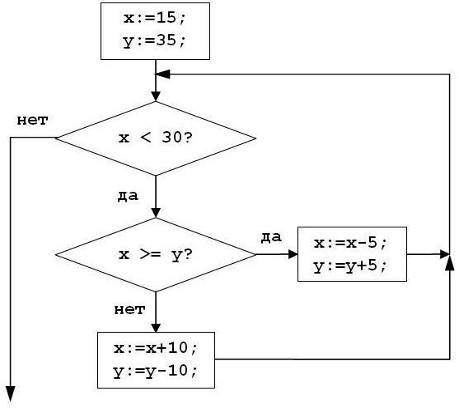 x:=15;
y:=35;
нет
x < 30?
да
x >= y?
да
x:=x-5;
y:=y+5;
нет
x:=x+10;
y:=y-10;